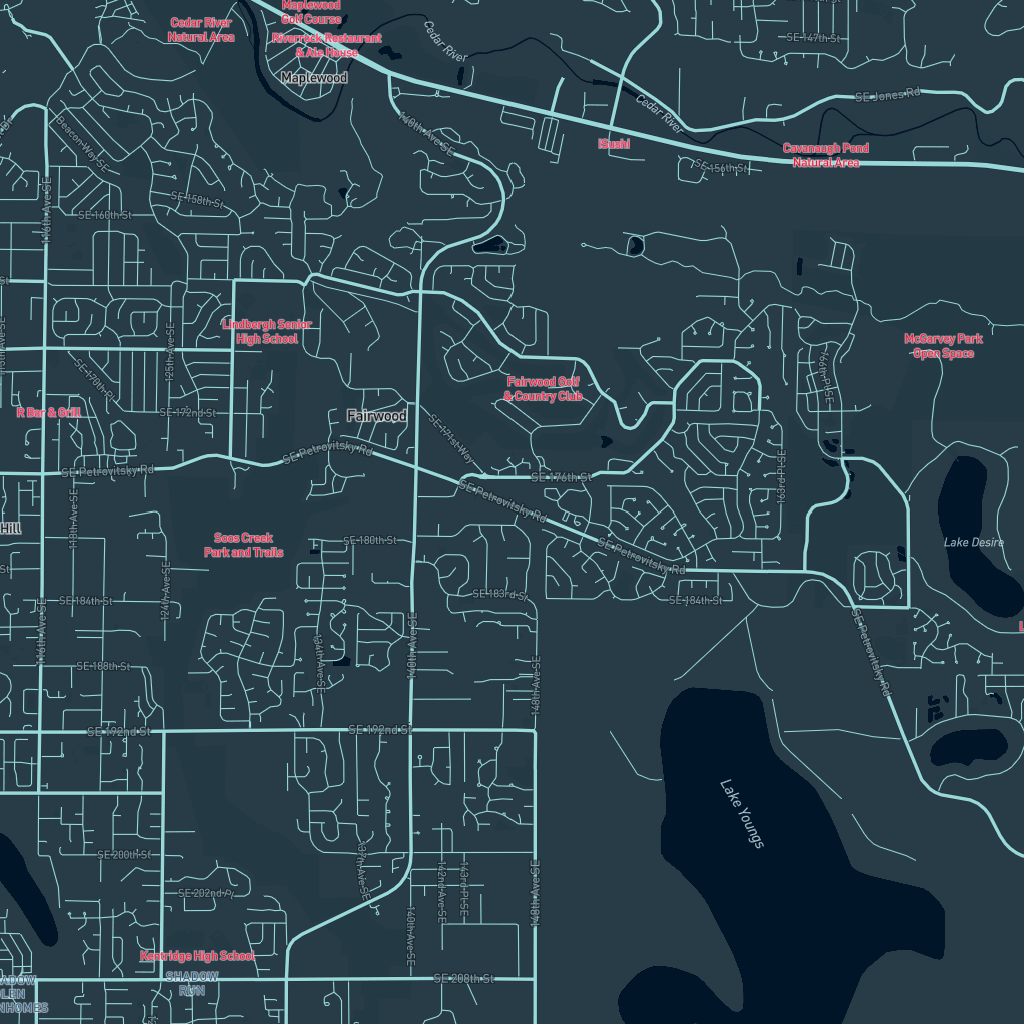 Maplewood
Golf Course
Cedar River
Natural Area
Riverrock Restaurant
& Ale House
Maplewood
Cedar River
SE 147th St
SE Jones Rd
Cedar River
140th Ave SE
Beacon Way SE
iSushi
Cavanaugh Pond
Natural Area
SE 156th St
SE 158th St
SE 160th St
116th Ave SE
Lindbergh Senior
High School
McGarvey Park
Open Space
125th Ave SE
SE 170th Pl
166th Pl SE
Fairwood Golf
& Country Club
R Bar & Grill
SE 172nd St
Fairwood
SE 171st Way
SE Petrovitsky Rd
SE Petrovitsky Rd
SE 176th St
SE Petrovitsky Rd
163rd Pl SE
118th Ave SE
Hill
Soos Creek
Park and Trails
SE 180th St
SE Petrovitsky Rd
Lake Desire
124th Ave SE
SE 184th St
SE 183rd St
SE 184th St
116th Ave SE
134th Ave SE
140th Ave SE
148th Ave SE
SE Petrovitsky Rd
SE 188th St
SE 192nd St
SE 192nd St
Lake Youngs
SE 200th St
137th Ave SE
142nd Ave SE
143rd Pl SE
148th Ave SE
SE 202nd Pl
140th Ave SE
Kentridge High School
SHADOW
RUN
SE 208th St
ADOW
LEN
NHOMES